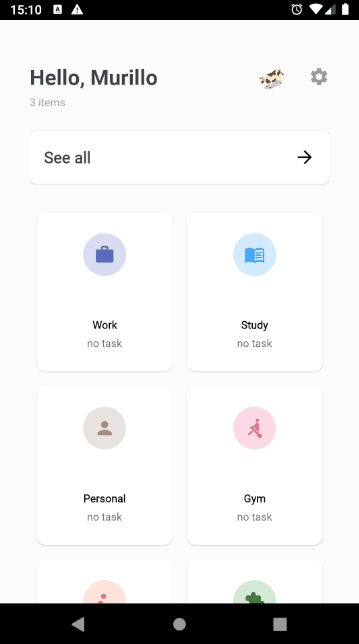 15:10
A
Hello, Murillo
3 items
See all
Work
no task
Study
no task
Personal
no task
Gym
no task